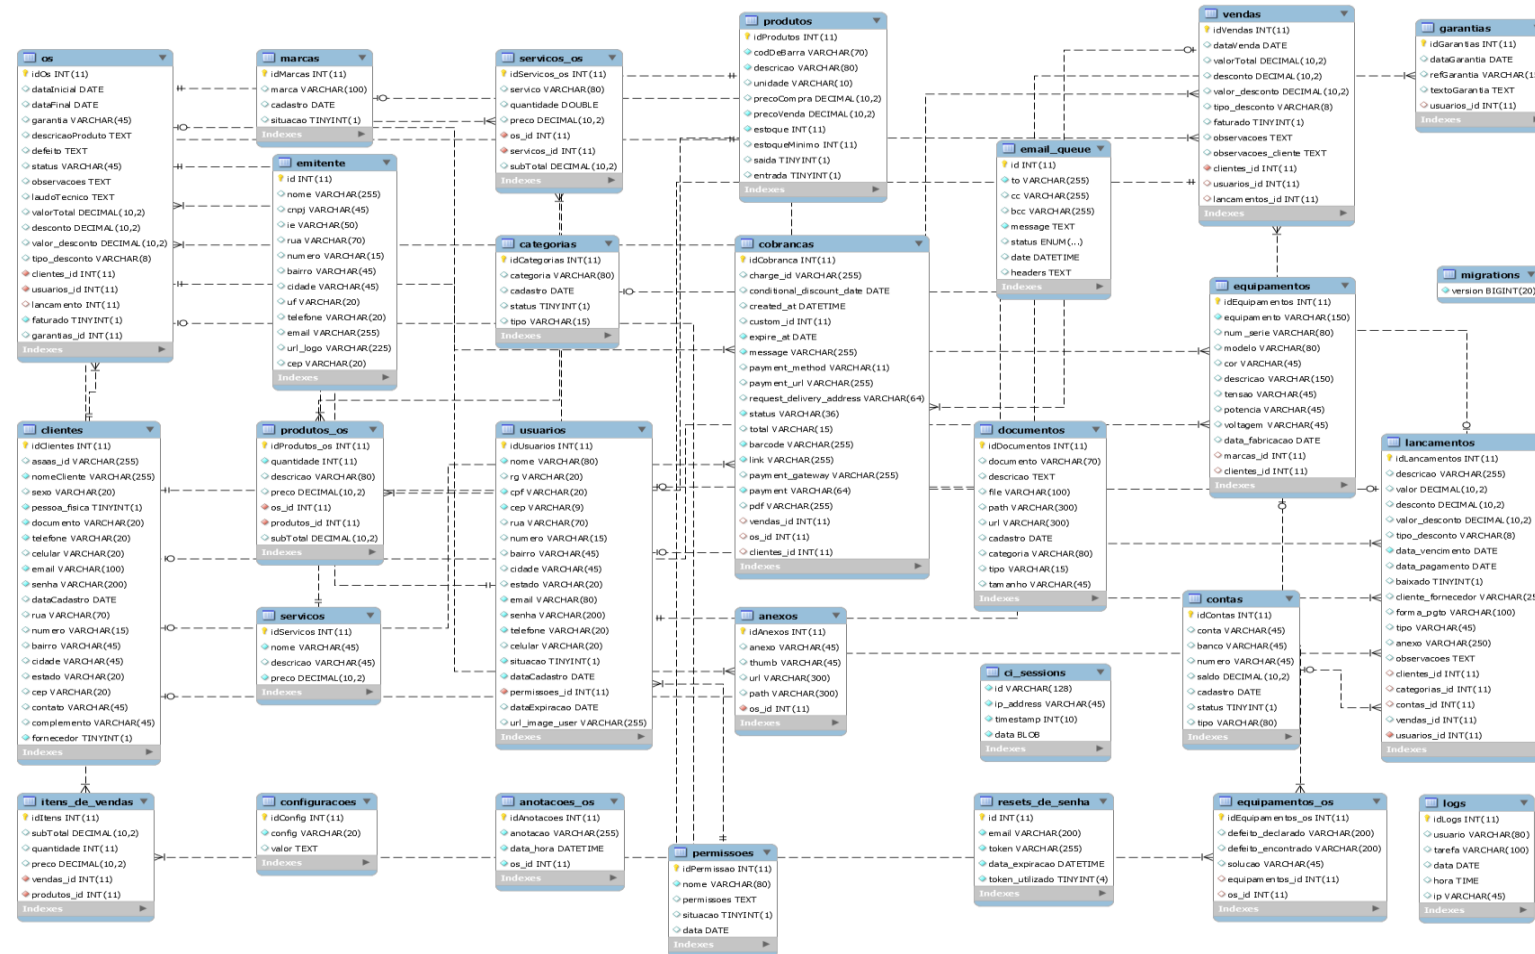 os
idOs INT(11)
dataInicial DATE
dataFinal DATE
garantia VARCHAR(45)
descricaoProduto TEXT
defeito TEXT
status VARCHAR(45)
observacoes TEXT
laudoTecnico TEXT
valorTotal DECIMAL(10,2)
desconto DECIMAL(10,2)
valor_desconto DECIMAL(10,2)
tipo_desconto VARCHAR(8)
clientes_id INT(11)
usuarios_id INT(11)
lancamento INT(11)
faturado TINYINT(1)
garantias_id INT(11)
Indexes
marcas
idMarcas INT(11)
marca VARCHAR(100)
cadastro DATE
situacao TINYINT(1)
Indexes
emitente
id INT(11)
nome VARCHAR(255)
cnpj VARCHAR(45)
ie VARCHAR(50)
rua VARCHAR(70)
numero VARCHAR(15)
bairro VARCHAR(45)
cidade VARCHAR(45)
uf VARCHAR(20)
telefone VARCHAR(20)
email VARCHAR(255)
url_logo VARCHAR(225)
cep VARCHAR(20)
Indexes
servicos_os
idServicos_os INT(11)
servico VARCHAR(80)
quantidade DOUBLE
preco DECIMAL(10,2)
os_id INT(11)
servicos_id INT(11)
subTotal DECIMAL(10,2)
Indexes
categorias
idCategorias INT(11)
categoria VARCHAR(80)
cadastro DATE
status TINYINT(1)
tipo VARCHAR(15)
Indexes
produtos
idProdutos INT(11)
codDeBarra VARCHAR(70)
descricao VARCHAR(80)
unidade VARCHAR(10)
precoCompra DECIMAL(10,2)
precoVenda DECIMAL(10,2)
estoque INT(11)
estoqueMinimo INT(11)
saida TINYINT(1)
entrada TINYINT(1)
Indexes
cobrancas
idCobranca INT(11)
charge_id VARCHAR(255)
conditional_discount_date DATE
created_at DATETIME
custom_id INT(11)
expire_at DATE
message VARCHAR(255)
payment_method VARCHAR(11)
payment_url VARCHAR(255)
request_delivery_address VARCHAR(64)
status VARCHAR(36)
total VARCHAR(15)
barcode VARCHAR(255)
link VARCHAR(255)
payment_gateway VARCHAR(255)
payment VARCHAR(64)
pdf VARCHAR(255)
vendas_id INT(11)
os_id INT(11)
clientes_id INT(11)
Indexes
email_queue
id INT(11)
to VARCHAR(255)
cc VARCHAR(255)
bcc VARCHAR(255)
message TEXT
status ENUM(...)
date DATETIME
headers TEXT
Indexes
vendas
idVendas INT(11)
dataVenda DATE
valorTotal DECIMAL(10,2)
desconto DECIMAL(10,2)
valor_desconto DECIMAL(10,2)
tipo_desconto VARCHAR(8)
faturado TINYINT(1)
observacoes TEXT
observacoes_cliente TEXT
clientes_id INT(11)
usuarios_id INT(11)
lancamentos_id INT(11)
Indexes
garantias
idGarantias INT(11)
dataGarantia DATE
refGarantia VARCHAR(1
textoGarantia TEXT
usuarios_id INT(11)
Indexes
migrations
version BIGINT(20)
equipamentos
idEquipamentos INT(11)
equipamento VARCHAR(150)
num_serie VARCHAR(80)
modelo VARCHAR(80)
cor VARCHAR(45)
descricao VARCHAR(150)
tensao VARCHAR(45)
potencia VARCHAR(45)
voltagem VARCHAR(45)
data_fabricacao DATE
marcas_id INT(11)
clientes_id INT(11)
Indexes
clientes
idClientes INT(11)
asaas_id VARCHAR(255)
nomeCliente VARCHAR(255)
sexo VARCHAR(20)
pessoa_fisica TINYINT(1)
documento VARCHAR(20)
telefone VARCHAR(20)
celular VARCHAR(20)
email VARCHAR(100)
senha VARCHAR(200)
dataCadastro DATE
rua VARCHAR(70)
numero VARCHAR(15)
bairro VARCHAR(45)
cidade VARCHAR(45)
estado VARCHAR(20)
cep VARCHAR(20)
contato VARCHAR(45)
complemento VARCHAR(45)
fornecedor TINYINT(1)
Indexes
produtos_os
idProdutos_os INT(11)
quantidade INT(11)
descricao VARCHAR(80)
preco DECIMAL(10,2)
os_id INT(11)
produtos_id INT(11)
subTotal DECIMAL(10,2)
Indexes
servicos
idServicos INT(11)
nome VARCHAR(45)
descricao VARCHAR(45)
preco DECIMAL(10,2)
Indexes
usuarios
idUsuarios INT(11)
nome VARCHAR(80)
rg VARCHAR(20)
cpf VARCHAR(20)
cep VARCHAR(9)
rua VARCHAR(70)
numero VARCHAR(15)
bairro VARCHAR(45)
cidade VARCHAR(45)
estado VARCHAR(20)
email VARCHAR(80)
senha VARCHAR(200)
telefone VARCHAR(20)
celular VARCHAR(20)
situacao TINYINT(1)
dataCadastro DATE
permissoes_id INT(11)
dataExpiracao DATE
url_image_user VARCHAR(255)
Indexes
anexos
idAnexos INT(11)
anexo VARCHAR(45)
thumb VARCHAR(45)
url VARCHAR(300)
path VARCHAR(300)
os_id INT(11)
Indexes
documentos
idDocumentos INT(11)
documento VARCHAR(70)
descricao TEXT
file VARCHAR(100)
path VARCHAR(300)
url VARCHAR(300)
cadastro DATE
categoria VARCHAR(80)
tipo VARCHAR(15)
tamanho VARCHAR(45)
Indexes
ci_sessions
id VARCHAR(128)
ip_address VARCHAR(45)
timestamp INT(10)
data BLOB
Indexes
contas
idContas INT(11)
conta VARCHAR(45)
banco VARCHAR(45)
numero VARCHAR(45)
saldo DECIMAL(10,2)
cadastro DATE
status TINYINT(1)
tipo VARCHAR(80)
Indexes
lancamentos
idLancamentos INT(11)
descricao VARCHAR(255)
valor DECIMAL(10,2)
desconto DECIMAL(10,2)
valor_desconto DECIMAL(10,2)
tipo_desconto VARCHAR(8)
data_vencimento DATE
data_pagamento DATE
baixado TINYINT(1)
cliente_fornecedor VARCHAR(25
forma_pgto VARCHAR(100)
tipo VARCHAR(45)
anexo VARCHAR(250)
observacoes TEXT
clientes_id INT(11)
categorias_id INT(11)
contas_id INT(11)
vendas_id INT(11)
usuarios_id INT(11)
Indexes
itens_de_vendas
idItens INT(11)
subTotal DECIMAL(10,2)
quantidade INT(11)
preco DECIMAL(10,2)
vendas_id INT(11)
produtos_id INT(11)
Indexes
configuracoes
idConfig INT(11)
config VARCHAR(20)
valor TEXT
Indexes
anotacoes_os
idAnotacoes INT(11)
anotacao VARCHAR(255)
data_hora DATETIME
os_id INT(11)
Indexes
permissoes
idPermissao INT(11)
nome VARCHAR(80)
permissoes TEXT
situacao TINYINT(1)
data DATE
Indexes
resets_de_senha
id INT(11)
email VARCHAR(200)
token VARCHAR(255)
data_expiracao DATETIME
token_utilizado TINYINT(4)
Indexes
equipamentos_os
idEquipamentos_os INT(11)
defeito_declarado VARCHAR(200)
defeito_encontrado VARCHAR(200)
solucao VARCHAR(45)
equipamentos_id INT(11)
os_id INT(11)
Indexes
logs
idLogs INT(11)
usuario VARCHAR(80)
tarefa VARCHAR(100)
data DATE
hora TIME
ip VARCHAR(45)
Indexes